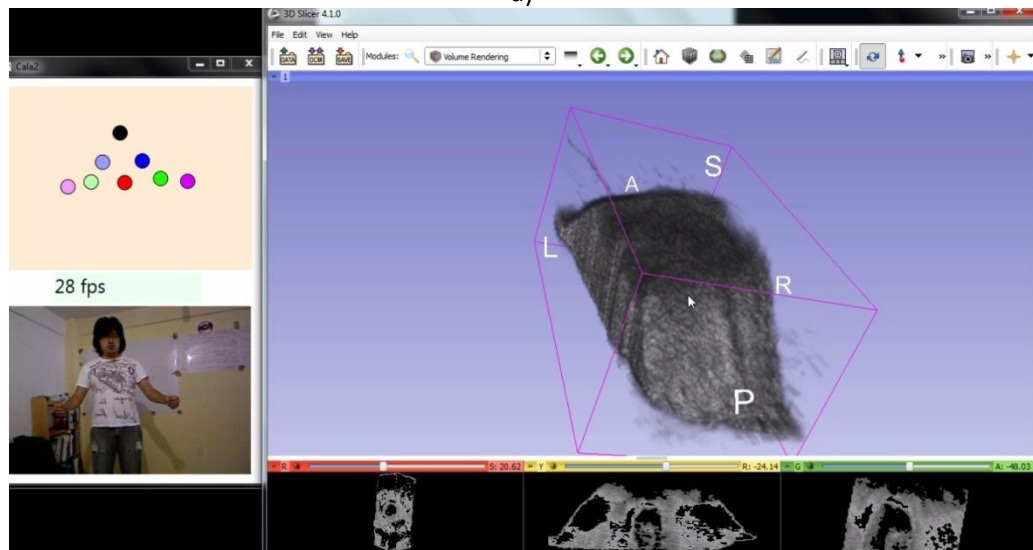 a)
3D Slicer 4.1.0
File Edit View Help
DATA DCM SAVE Modules: Volume Rendering
1
Cala2
S
A
L
R
P
28 fps
R S: 20.62 Y R: -24.14 G A: -48.03